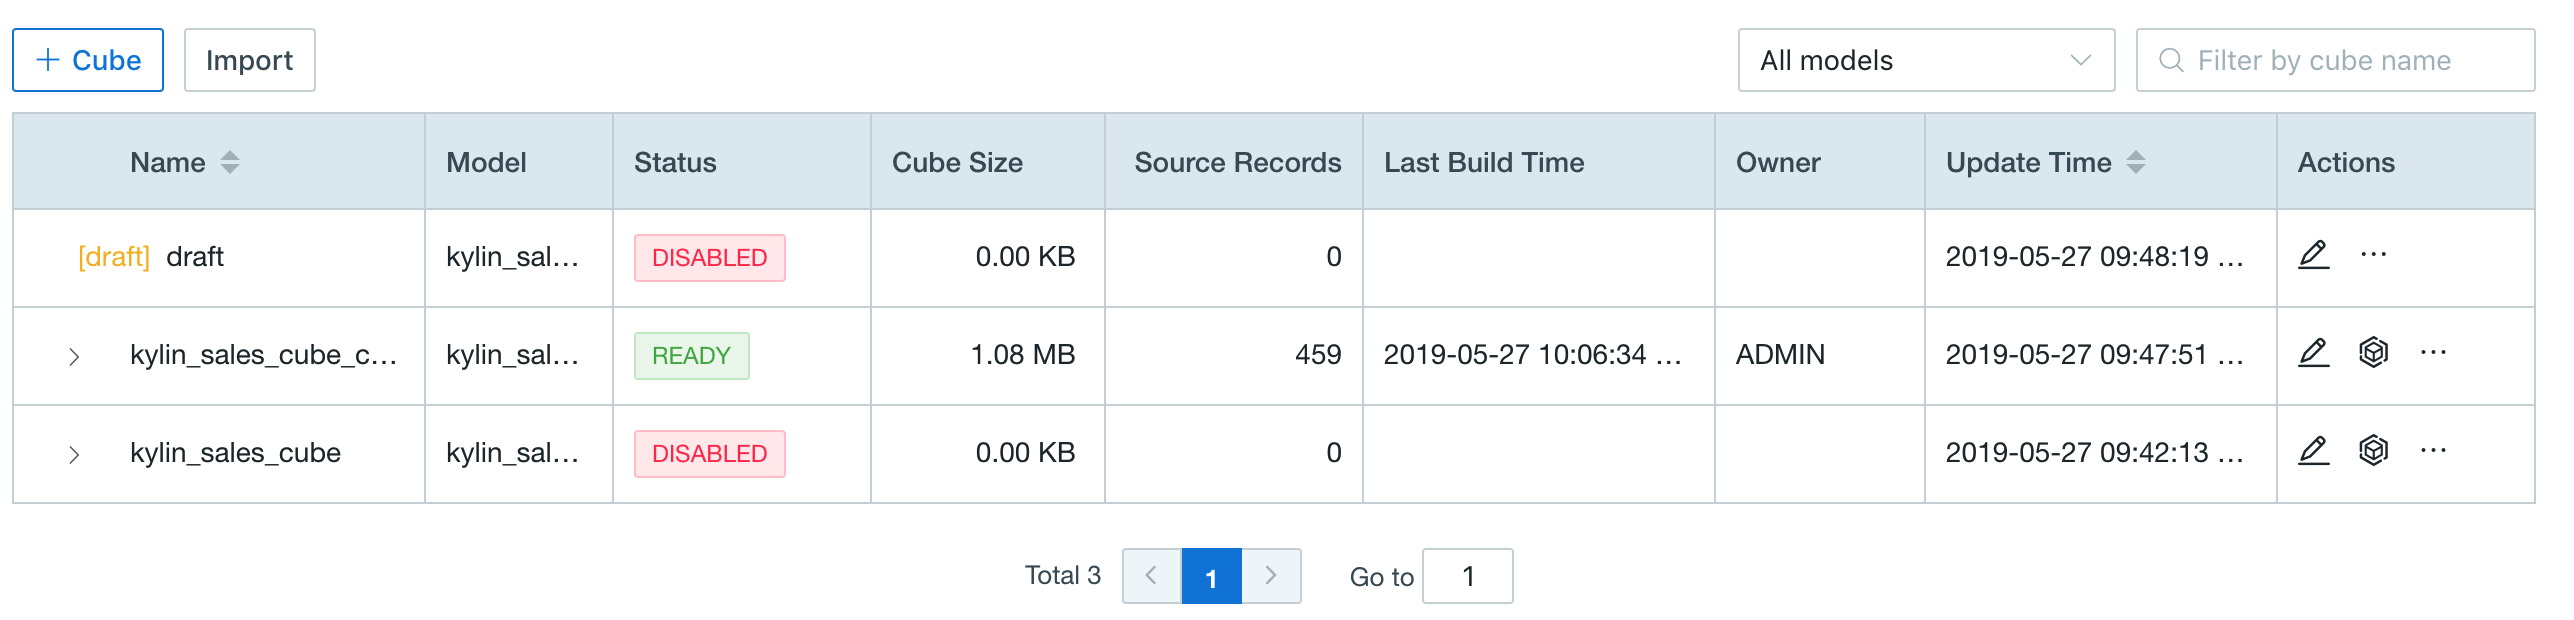 + Cube Import All models Filter by cube name
Name Model Status Cube Size Source Records Last Build Time Owner Update Time Actions
[draft] draft kylin_sal... DISABLED 0.00 KB 0 2019-05-27 09:48:19 ... ...
kylin_sales_cube_c... kylin_sal... READY 1.08 MB 459 2019-05-27 10:06:34 ... ADMIN 2019-05-27 09:47:51 ... ...
kylin_sales_cube kylin_sal... DISABLED 0.00 KB 0 2019-05-27 09:42:13 ... ...
Total 3 < 1 > Go to 1